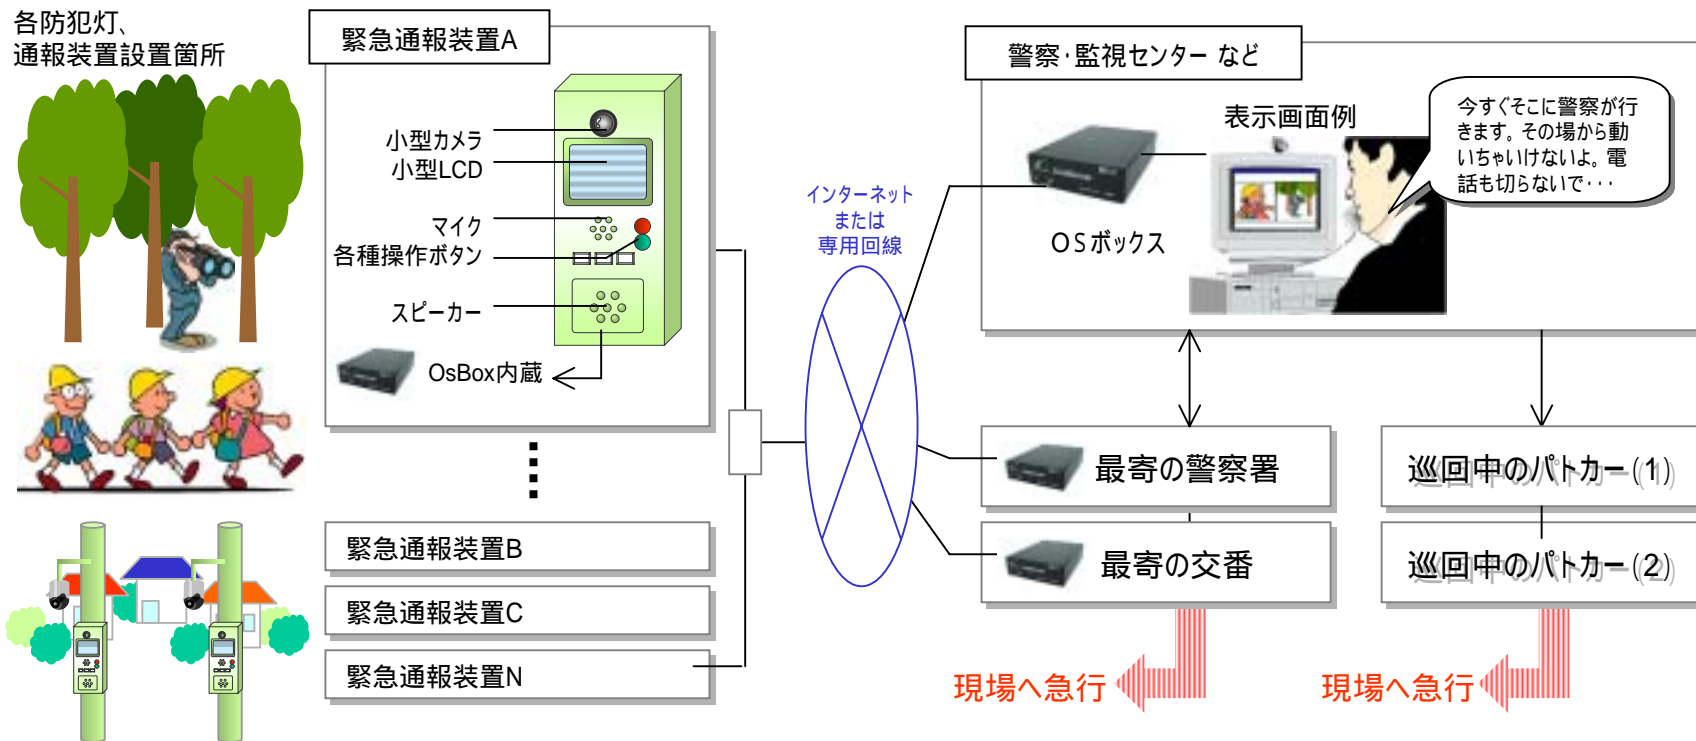 各防犯灯、
通報装置設置箇所
緊急通報装置A
小型カメラ
小型LCD
マイク
各種操作ボタン
スピーカー
OsBox内蔵
緊急通報装置B
緊急通報装置C
緊急通報装置N
インターネット
または
専用回線
警察・監視センター など
表示画面例
OSボックス
今すぐそこに警察が行
きます。その場から動
いちゃいけないよ。電
話も切らないで・・・
最寄の警察署
最寄の交番
巡回中のパトカー(1)
巡回中のパトカー(2)
現場へ急行
現場へ急行